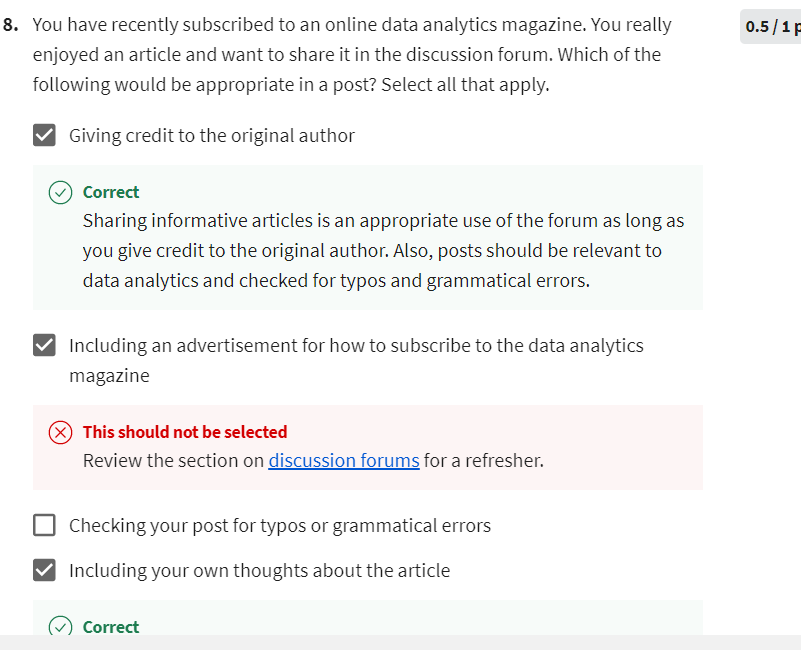 8. You have recently subscribed to an online data analytics magazine. You really
enjoyed an article and want to share it in the discussion forum. Which of the
following would be appropriate in a post? Select all that apply.
0.5 / 1 p
Giving credit to the original author
Correct
Sharing informative articles is an appropriate use of the forum as long as
you give credit to the original author. Also, posts should be relevant to
data analytics and checked for typos and grammatical errors.
Including an advertisement for how to subscribe to the data analytics
magazine
This should not be selected
Review the section on discussion forums for a refresher.
Checking your post for typos or grammatical errors
Including your own thoughts about the article
Correct